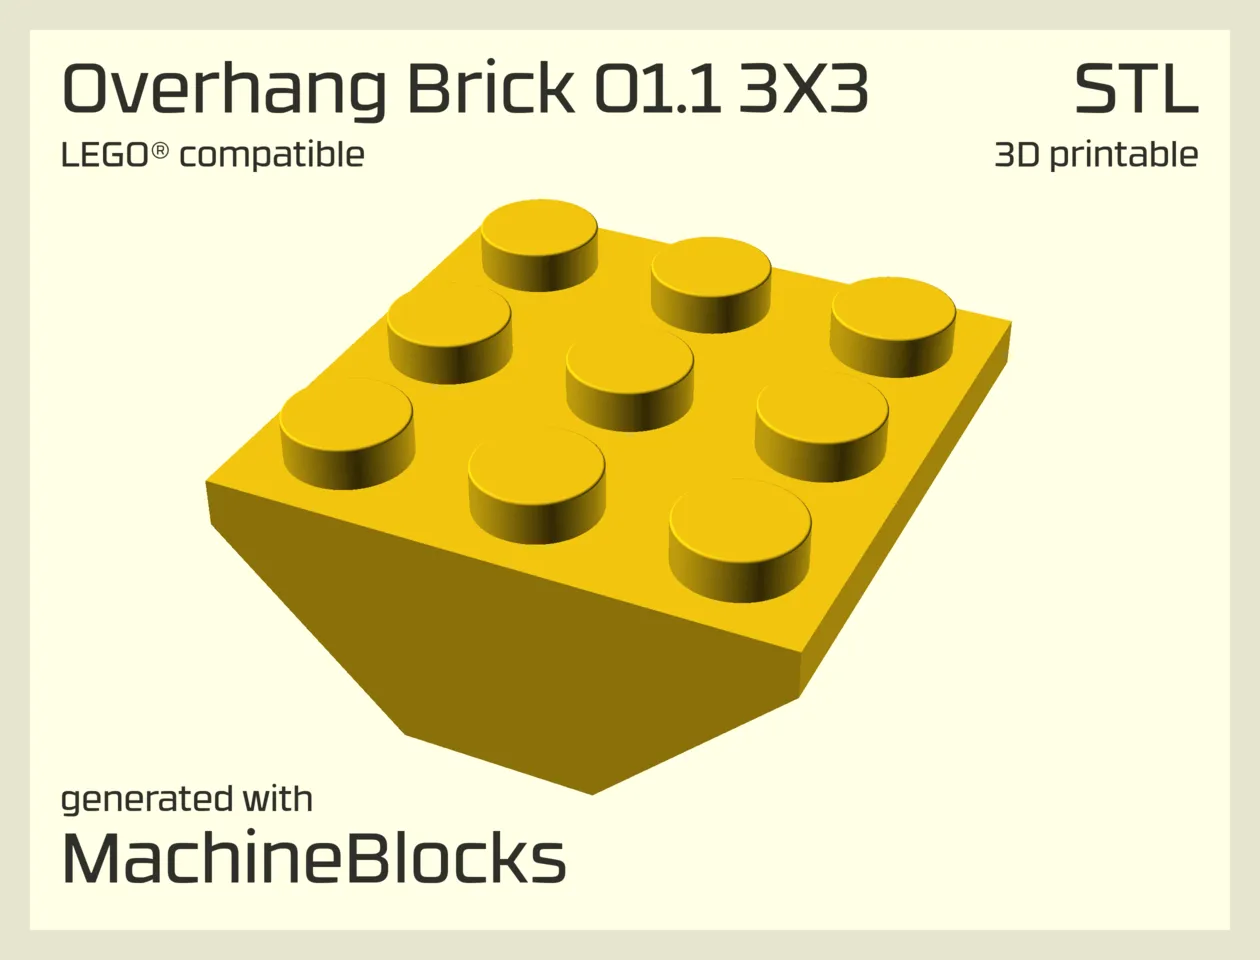 Overhang Brick 01.1 3X3
STL
LEGO® compatible
3D printable
generated with
MachineBlocks